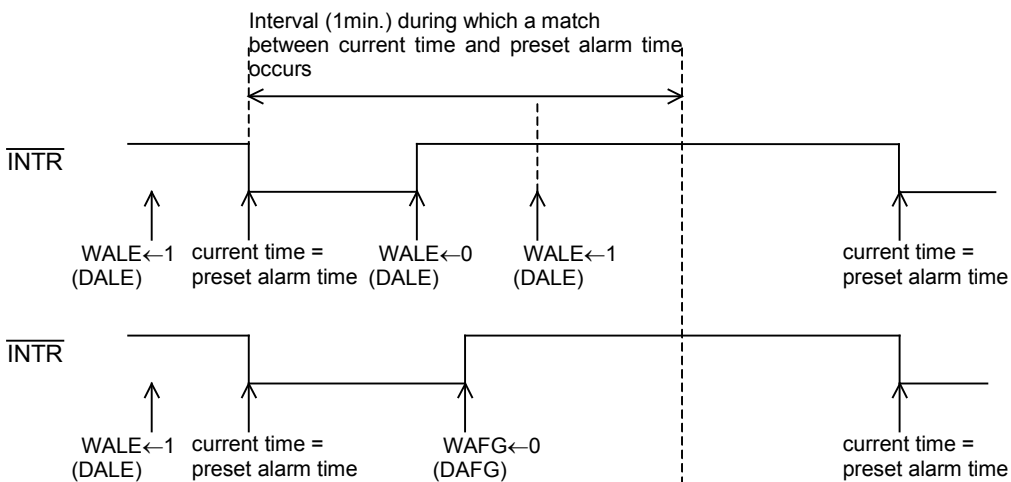 Interval (1min.) during which a match
between current time and preset alarm time
occurs
INTR
WALE←1 current time = WALE←0 WALE←1 current time =
(DALE) preset alarm time (DALE) (DALE) preset alarm time
INTR
WALE←1 current time = WAFG←0 current time =
(DALE) preset alarm time (DAFG) preset alarm time